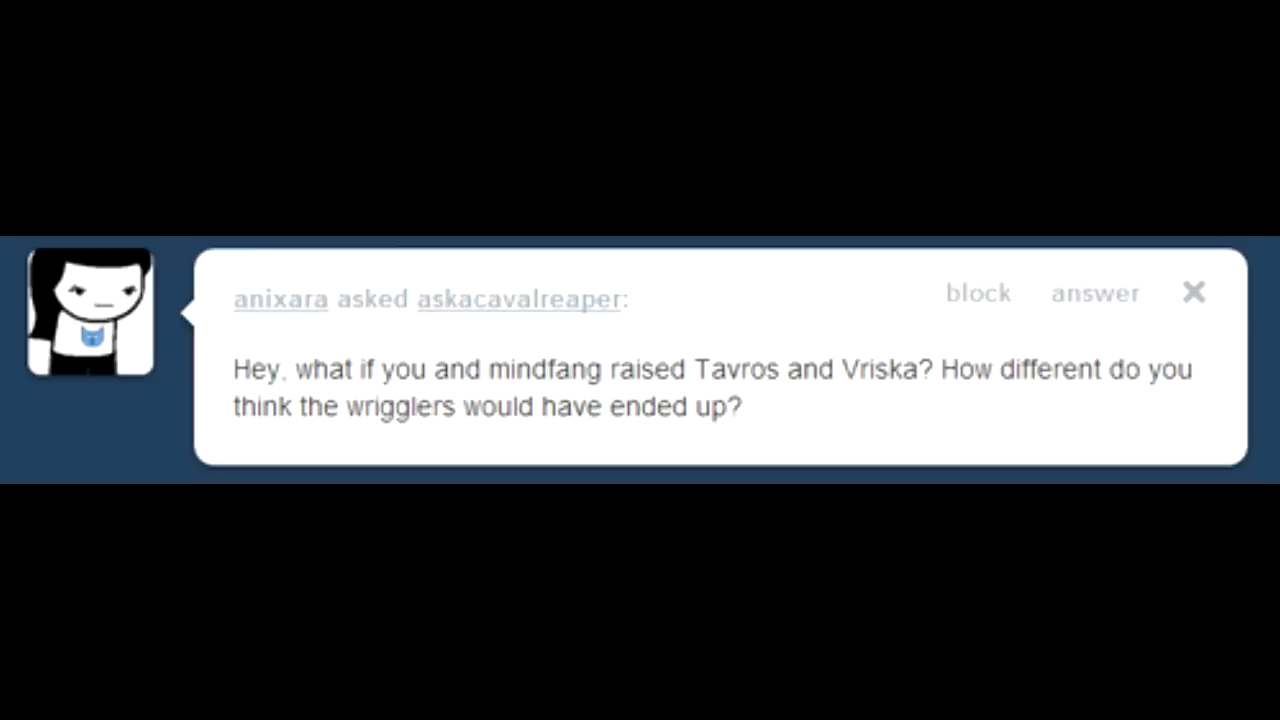 anixara asked askacavalreaper:
block answer ×
Hey, what if you and mindfang raised Tavros and Vriska? How different do you
think the wrigglers would have ended up?